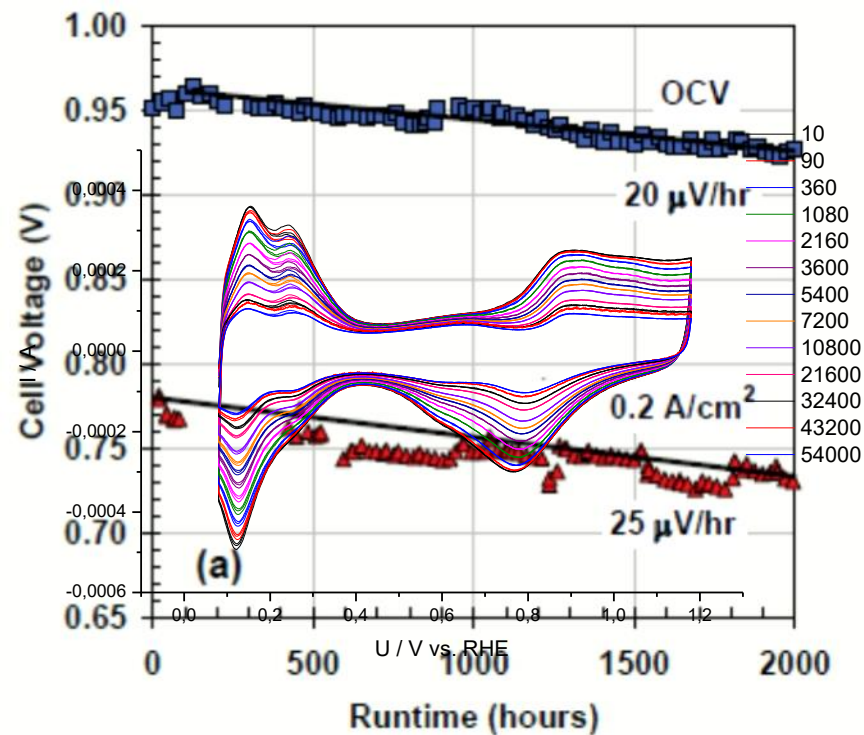 1.00
0.95
0.90
0.85
0.80
0.75
0.70
0.65
Cell Voltage (V)
0,0004
0,0002
0,0000
-0,0002
-0,0004
-0,0006
I / A
OCV
20 µV/hr
0.2 A/cm²
25 µV/hr
(a)
10
90
360
1080
2160
3600
5400
7200
10800
21600
32400
43200
54000
0,0 0,2 0,4 0,6 0,8 1,0 1,2
U / V vs. RHE
0 500 1000 1500 2000
Runtime (hours)